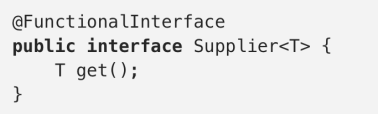 @FunctionalInterface
public interface Supplier<T> {
    T get();
}